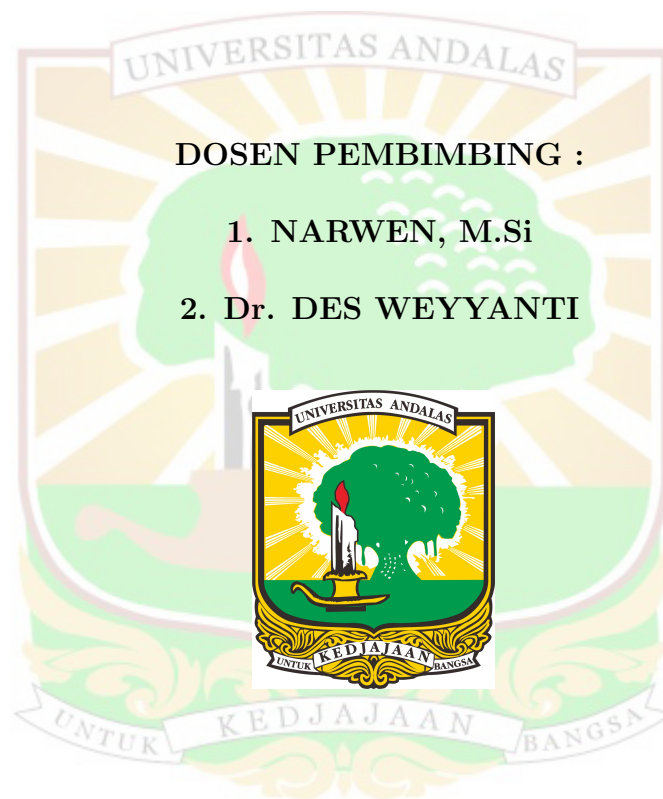 UNIVERSITAS ANDALAS
DOSEN PEMBIMBING :
1. NARWEN, M.Si
2. Dr. DES WEYYANTI
UNIVERSITAS ANDALAS
UNTUK KEDJAJAAN BANGSA
UNTUK KEDJAJAAN BANGSA